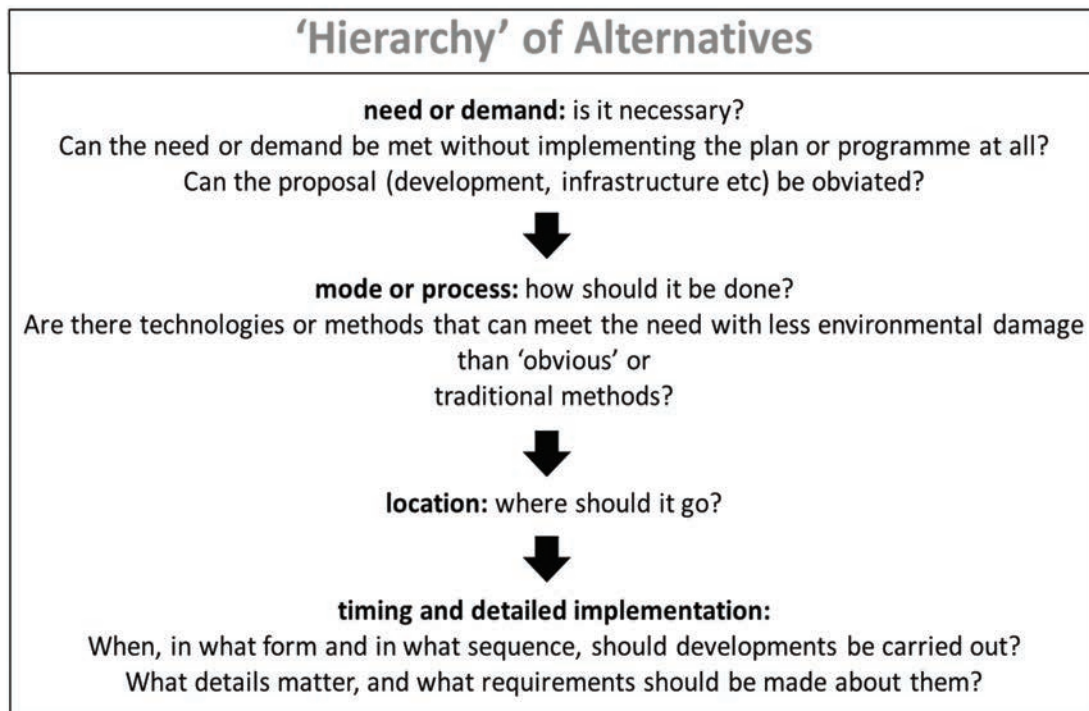 ‘Hierarchy’ of Alternatives
need or demand: is it necessary?
Can the need or demand be met without implementing the plan or programme at all?
Can the proposal (development, infrastructure etc) be obviated?
mode or process: how should it be done?
Are there technologies or methods that can meet the need with less environmental damage
than ‘obvious’ or
traditional methods?
location: where should it go?
timing and detailed implementation:
When, in what form and in what sequence, should developments be carried out?
What details matter, and what requirements should be made about them?